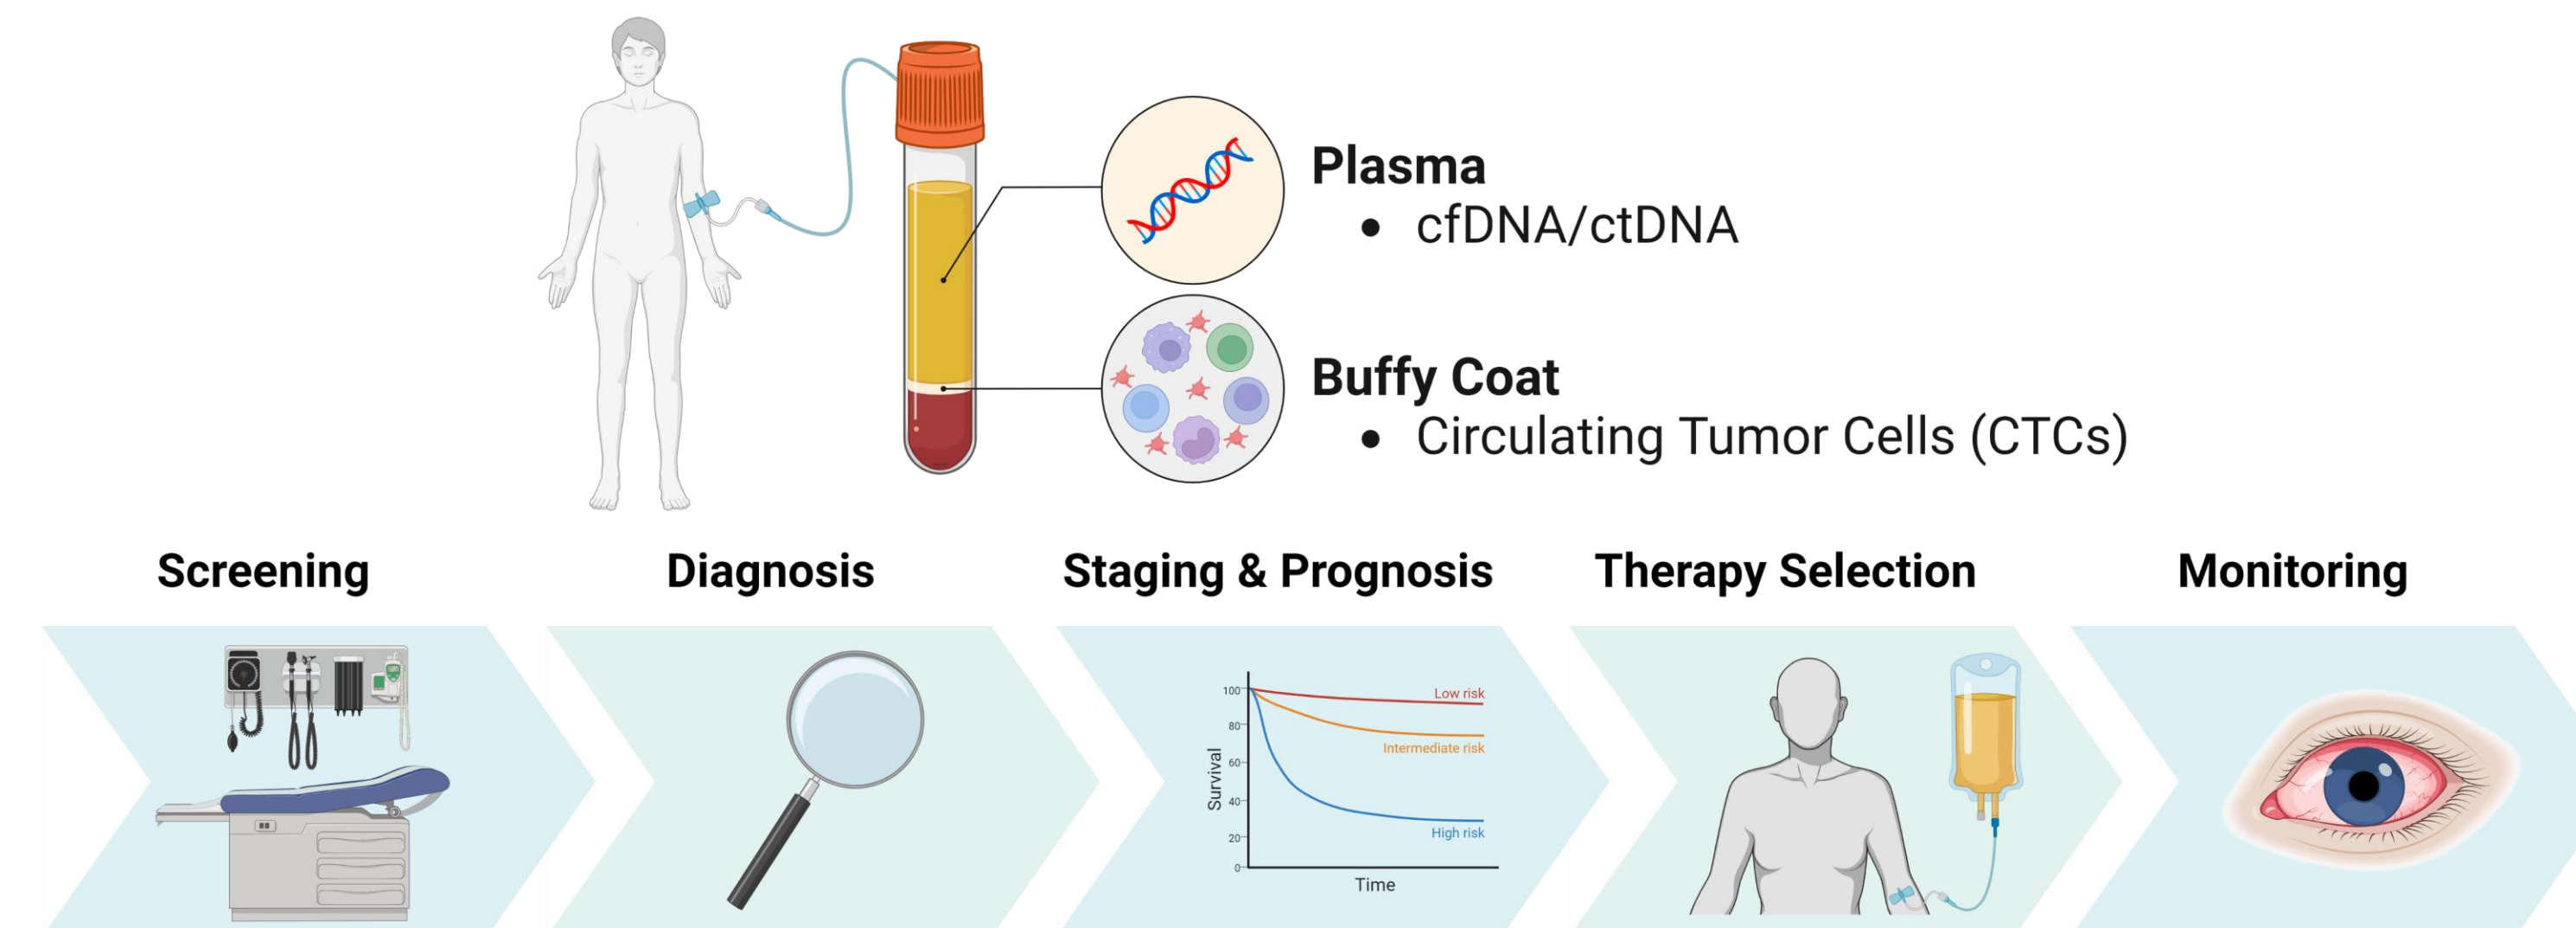 Plasma
• cfDNA/ctDNA
Buffy Coat
• Circulating Tumor Cells (CTCs)
Screening
Diagnosis
Staging & Prognosis
Therapy Selection
Monitoring
100
80
60
40
20
0
Survival
Low risk
Intermediate risk
High risk
Time